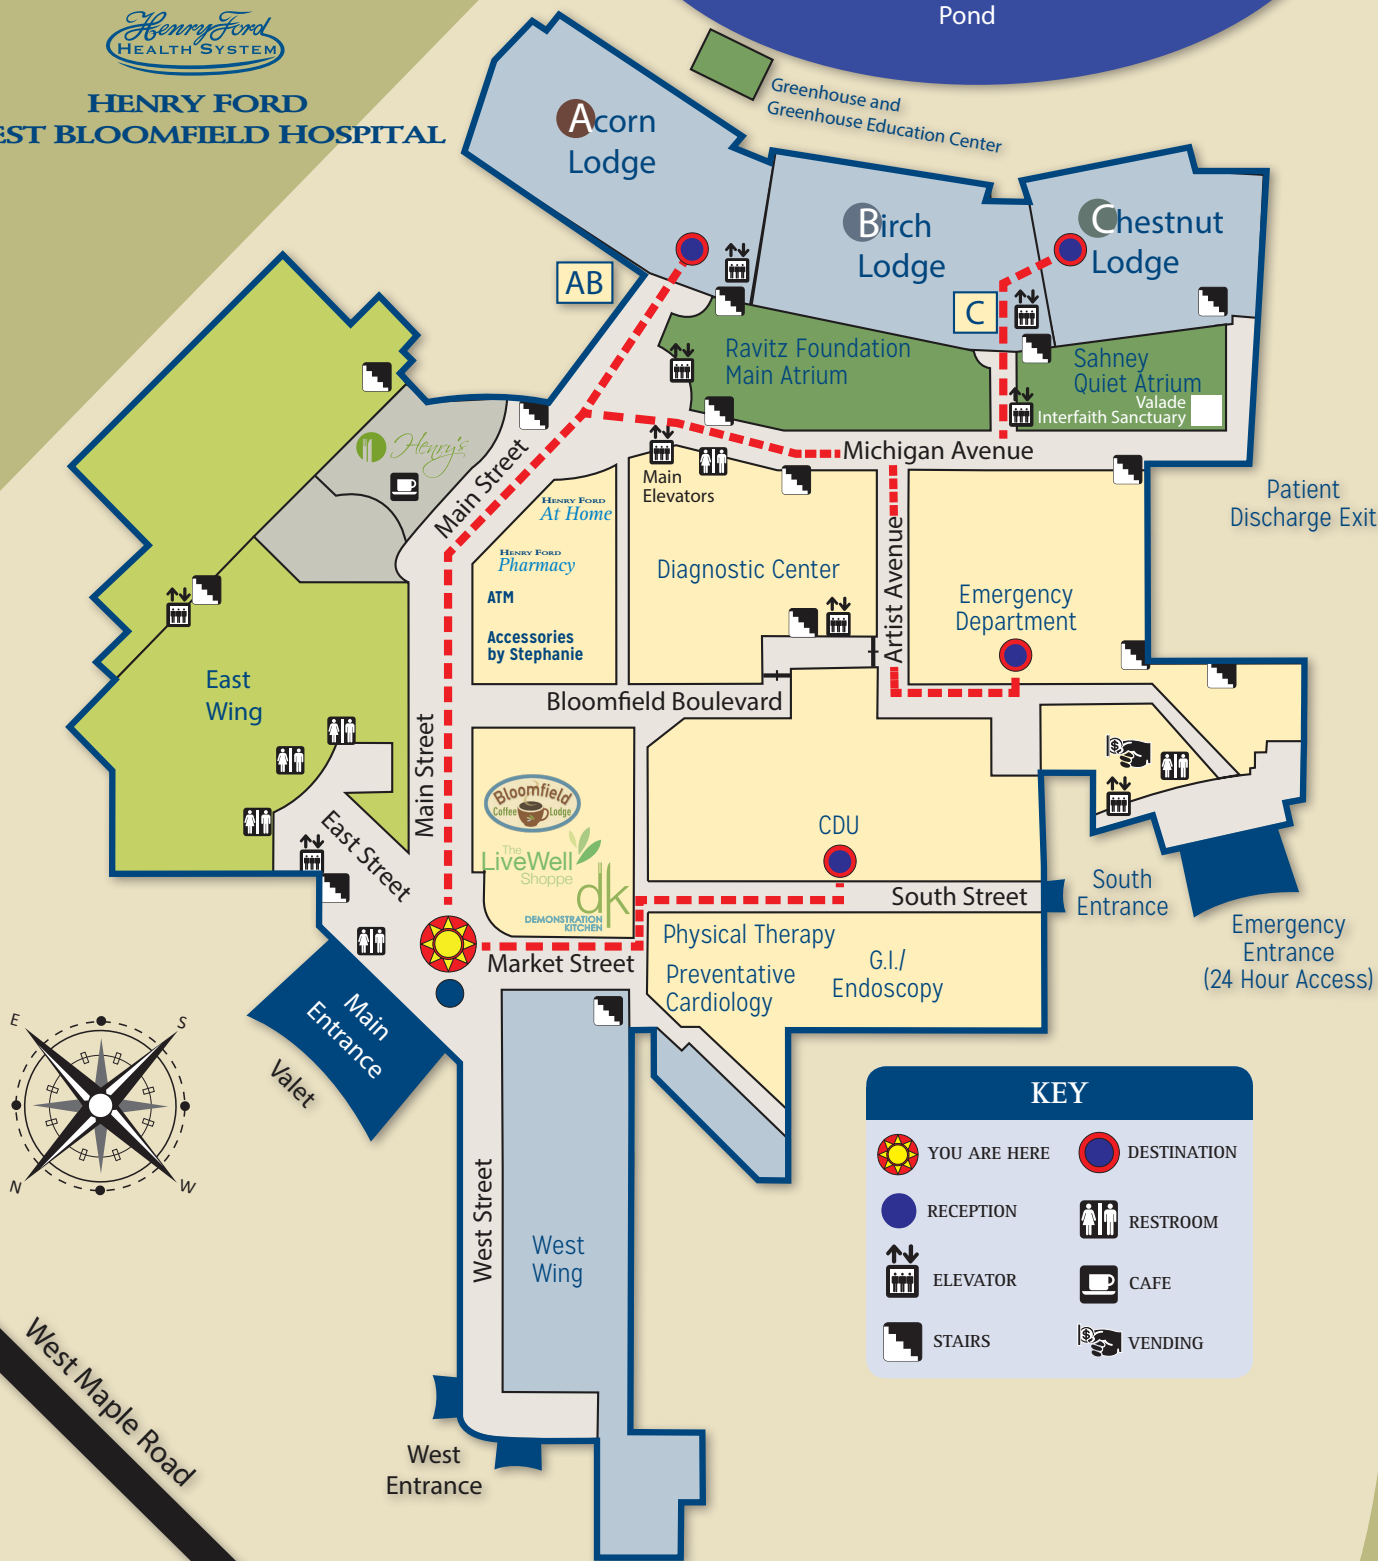 Pond
Henry Ford
HEALTH SYSTEM
HENRY FORD
EST BLOOMFIELD HOSPITAL
Greenhouse and
Greenhouse Education Center
Acorn
Lodge
Birch
Lodge
Chestnut
Lodge
AB
C
Ravitz Foundation
Main Atrium
Sahney
Quiet Atrium
Valade
Interfaith Sanctuary
Henry's
Main Street
Michigan Avenue
Main
Elevators
Patient
Discharge Exit
HENRY FORD
At Home
HENRY FORD
Pharmacy
ATM
Accessories
by Stephanie
Diagnostic Center
Artist Avenue
Emergency
Department
East
Wing
Bloomfield Boulevard
Main Street
Bloomfield
Coffee Lodge
The
LiveWell
Shoppe
dk
DEMONSTRATION
KITCHEN
CDU
East Street
South Street
South
Entrance
Emergency
Entrance
(24 Hour Access)
Market Street
Physical Therapy
Preventative
Cardiology
G.I./
Endoscopy
Main
Entrance
Valet
E
S
N
W
West Street
West
Wing
West
Entrance
West Maple Road
KEY
YOU ARE HERE
DESTINATION
RECEPTION
RESTROOM
ELEVATOR
CAFE
STAIRS
VENDING